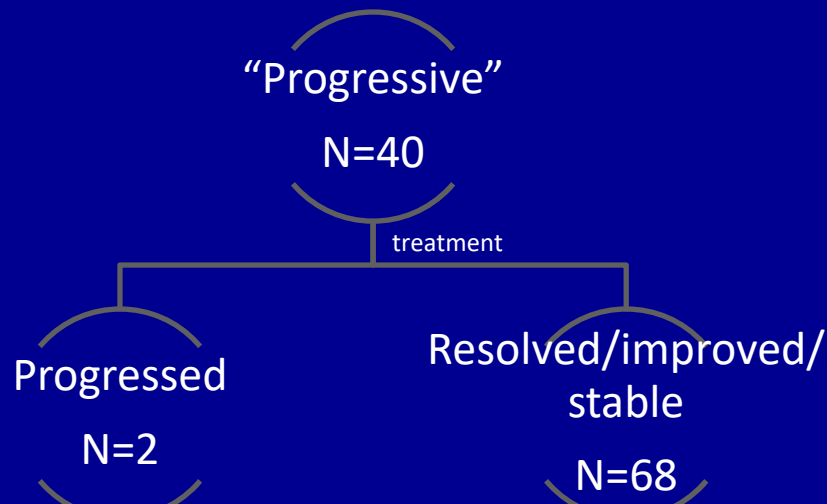 “Progressive”
N=40
treatment
Progressed
N=2
Resolved/improved/
stable
N=68